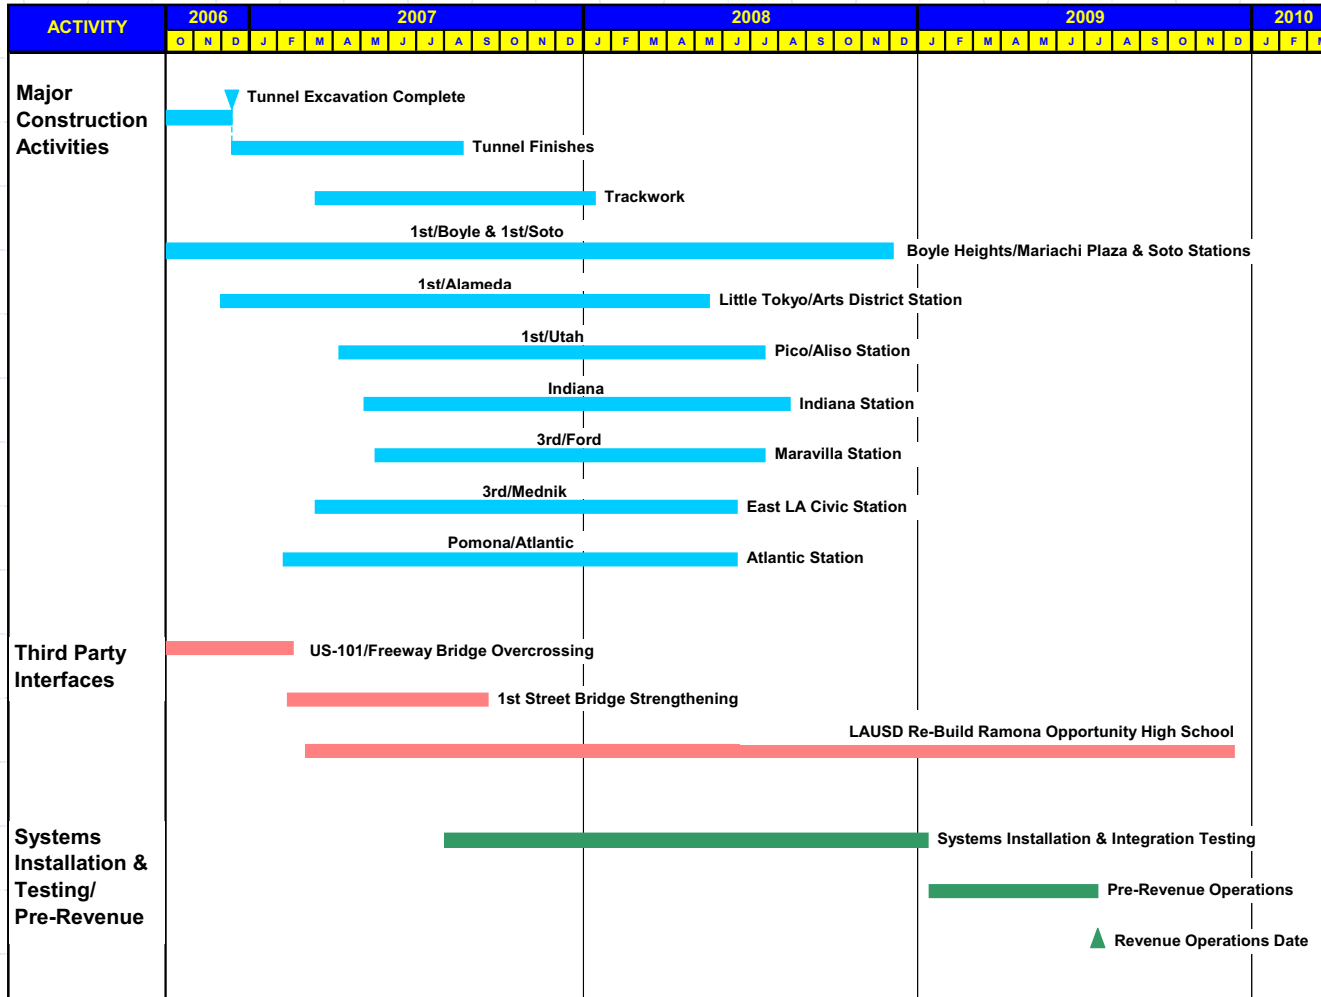 ACTIVITY
2006 2007 2008 2009 2010
O N D J F M A M J J A S O N D J F M A M J J A S O N D J F M A M J J A S O N D J F M
Major
Construction
Activities
Tunnel Excavation Complete
Tunnel Finishes
Trackwork
1st/Boyle & 1st/Soto
Boyle Heights/Mariachi Plaza & Soto Stations
1st/Alameda
Little Tokyo/Arts District Station
1st/Utah
Pico/Aliso Station
Indiana
Indiana Station
3rd/Ford
Maravilla Station
3rd/Mednik
East LA Civic Station
Pomona/Atlantic
Atlantic Station
Third Party
Interfaces
US-101/Freeway Bridge Overcrossing
1st Street Bridge Strengthening
LAUSD Re-Build Ramona Opportunity High School
Systems
Installation &
Testing/
Pre-Revenue
Systems Installation & Integration Testing
Pre-Revenue Operations
Revenue Operations Date